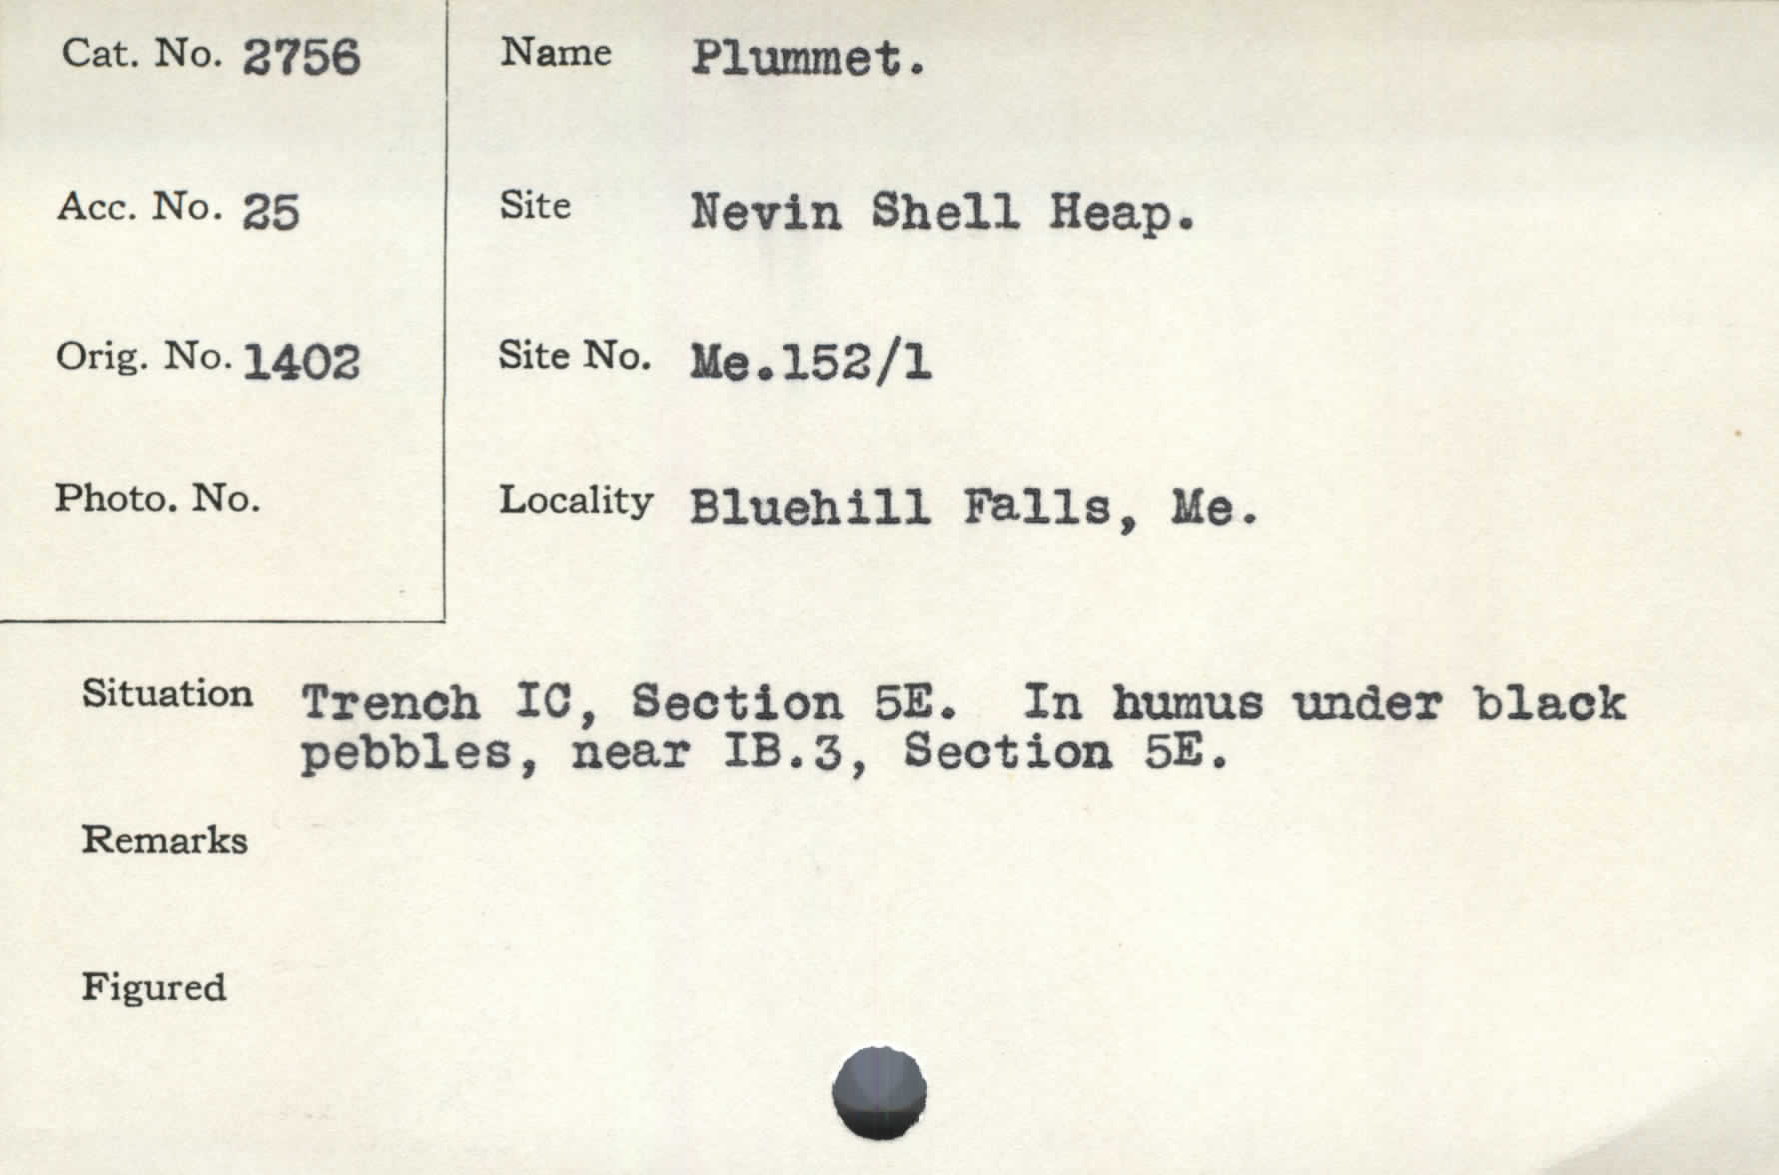 Cat. No. 2756
Acc. No. 25
Orig. No. 1402
Photo. No.
Name Plummet.
Site Nevin Shell Heap.
Site No. Me.152/1
Locality Bluehill Falls, Me.
Situation Trench IC, Section 5E. In humus under black
pebbles, near IB.3, Section 5E.
Remarks
Figured